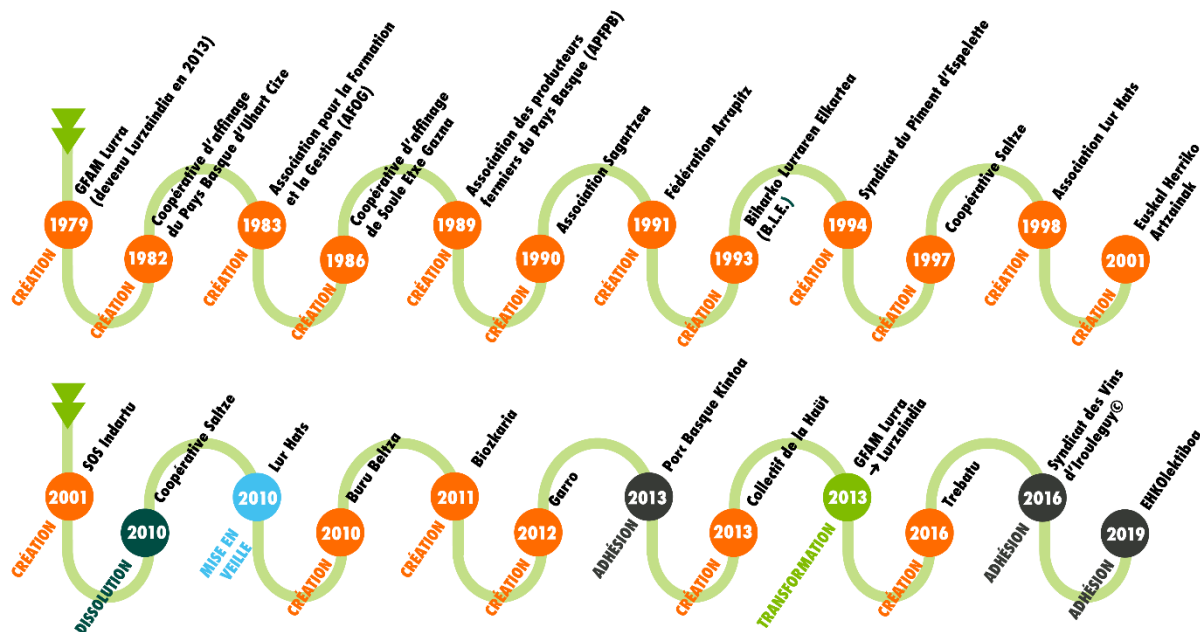 1979
CRÉATION
GFAM Lurra
(devenu Lurzaindia en 2013)
1982
CRÉATION
Coopérative d'affinage
du Pays Basque d'Uhart Cize
1983
CRÉATION
Association pour la Formation
et la Gestion (AFOG)
1986
CRÉATION
Coopérative d'affinage
de Soule Etxe Gazna
1989
CRÉATION
Association des producteurs
fermiers du Pays Basque (APFPB)
1990
CRÉATION
Association Sagartzea
1991
CRÉATION
Fédération Arrapitz
1993
CRÉATION
Biharko Lurraren Elkartea
(B.L.E.)
1994
CRÉATION
Syndicat du Piment d'Espelette
1997
CRÉATION
Coopérative Saltze
1998
CRÉATION
Association Lur Hats
2001
CRÉATION
Euskal Herriko
Artzainak
2001
CRÉATION
SOS Indartu
2010
DISSOLUTION
Coopérative Saltze
2010
MISE EN
VEILLE
Lur Hats
2010
CRÉATION
Buru Beltza
2011
CRÉATION
Biozkaria
2012
CRÉATION
Garro
2013
ADHÉSION
Porc Basque Kintoa
2013
CRÉATION
Collectif de la Haüt
2013
TRANSFORMATION
GFAM Lurra
→ Lurzaindia
2016
CRÉATION
Trebatu
2016
ADHÉSION
Syndicat des Vins
d'Irouleguy©
2019
ADHÉSION
EHKOlektiboa